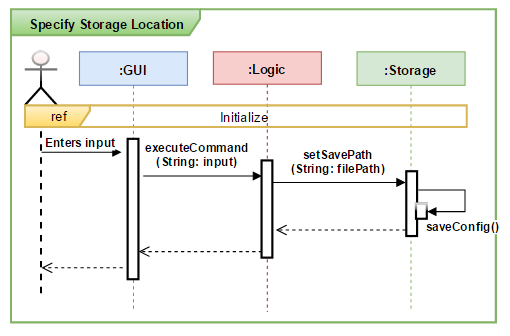 Specify Storage Location
:GUI
:Logic
:Storage
ref
Initialize
Enters input
executeCommand
(String: input)
setSavePath
(String: filePath)
saveConfig()